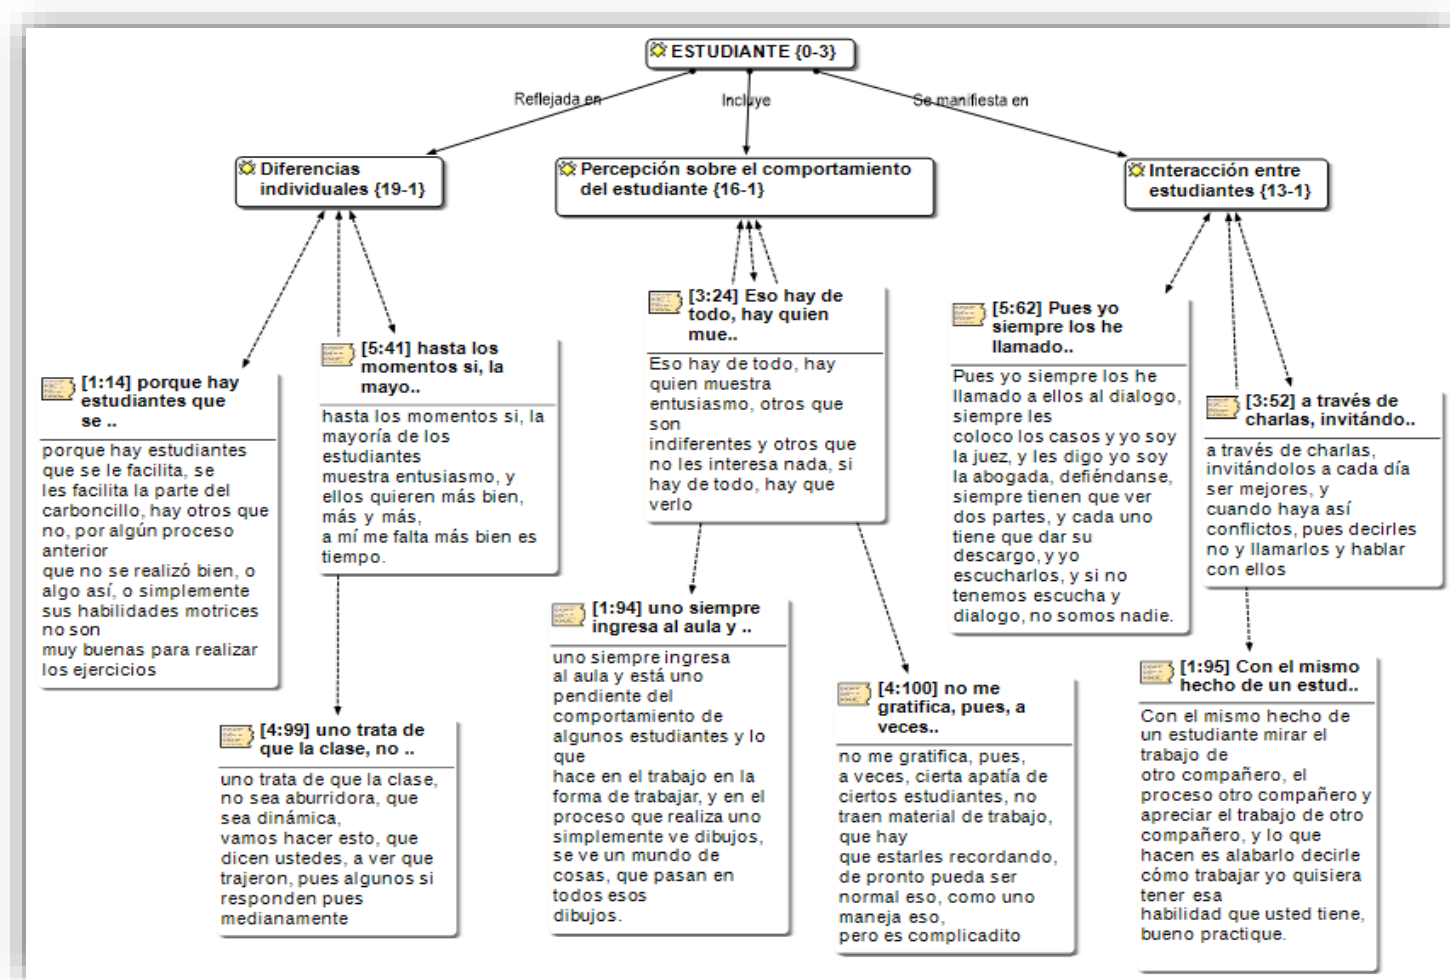 ESTUDIANTE {0-3}
Reflejada en
Incluye
Se manifiesta en
Diferencias
individuales {19-1}
Percepción sobre el comportamiento
del estudiante {16-1}
Interacción entre
estudiantes {13-1}
[1:14] porque hay
estudiantes que
se ..
porque hay estudiantes
que se le facilita, se
les facilita la parte del
carboncillo, hay otros que
no, por algún proceso
anterior
que no se realizó bien, o
algo así, o simplemente
sus habilidades motrices
no son
muy buenas para realizar
los ejercicios
[5:41] hasta los
momentos si, la
mayo..
hasta los momentos si, la
mayoría de los
estudiantes
muestra entusiasmo, y
ellos quieren más bien,
más y más,
a mí me falta más bien es
tiempo.
[4:99] uno trata de
que la clase, no ..
uno trata de que la clase,
no sea aburridora, que
sea dinámica,
vamos hacer esto, que
dicen ustedes, a ver que
trajeron, pues algunos si
responden pues
medianamente
[3:24] Eso hay de
todo, hay quien
mue..
Eso hay de todo, hay
quien muestra
entusiasmo, otros que
son
indiferentes y otros que
no les interesa nada, si
hay de todo, hay que
verlo
[1:94] uno siempre
ingresa al aula y ..
uno siempre ingresa
al aula y está uno
pendiente del
comportamiento de
algunos estudiantes y lo
que
hace en el trabajo en la
forma de trabajar, y en el
proceso que realiza uno
simplemente ve dibujos,
se ve un mundo de
cosas, que pasan en
todos esos
dibujos.
[4:100] no me
gratifica, pues, a
veces..
no me gratifica, pues,
a veces, cierta apatía de
ciertos estudiantes, no
traen material de trabajo,
que hay
que estarles recordando,
de pronto pueda ser
normal eso, como uno
maneja eso,
pero es complicadito
[5:62] Pues yo
siempre los he
llamado..
Pues yo siempre los he
llamado a ellos al dialogo,
siempre les
coloco los casos y yo soy
la juez, y les digo yo soy
la abogada, defiéndanse,
siempre tienen que ver
dos partes, y cada uno
tiene que dar su
descargo, y yo
escucharlos, y si no
tenemos escucha y
dialogo, no somos nadie.
[3:52] a través de
charlas, invitándo..
a través de charlas,
invitándolos a cada día
ser mejores, y
cuando haya así
conflictos, pues decirles
no y llamarlos y hablar
con ellos
[1:95] Con el mismo
hecho de un estud..
Con el mismo hecho de
un estudiante mirar el
trabajo de
otro compañero, el
proceso otro compañero y
apreciar el trabajo de otro
compañero, y lo que
hacen es alabarlo decirle
cómo trabajar yo quisiera
tener esa
habilidad que usted tiene,
bueno practique.